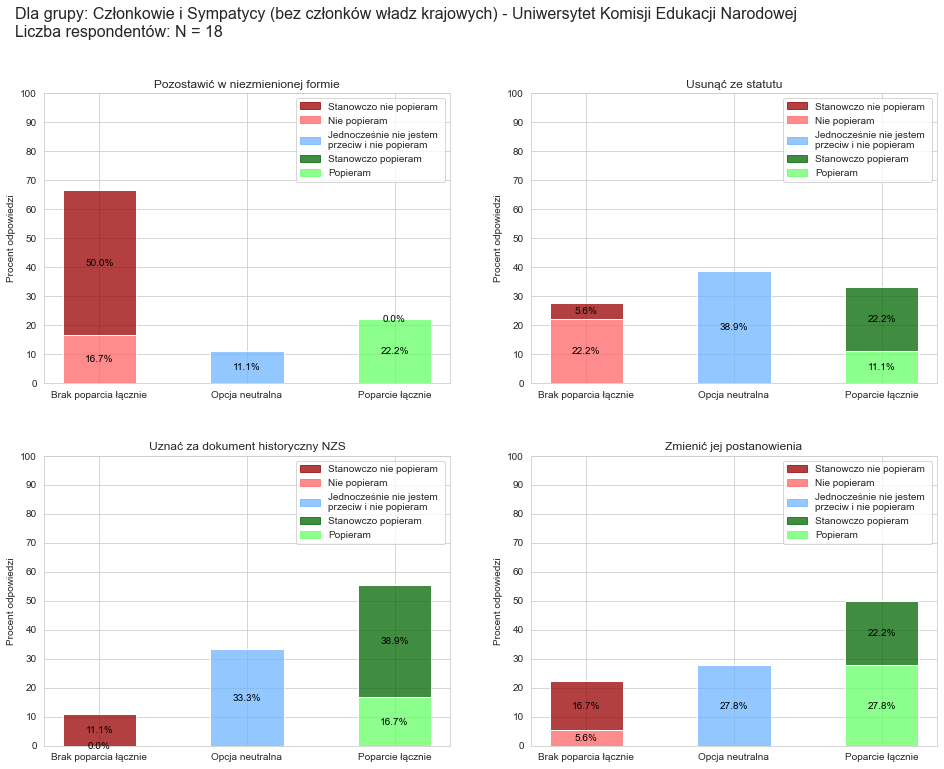 Dla grupy: Członkowie i Sympatycy (bez członków władz krajowych) - Uniwersytet Komisji Edukacji Narodowej
Liczba respondentów: N = 18
Pozostawić w niezmienionej formie
Procent odpowiedzi
100
90
80
70
60
50
40
30
20
10
0
Stanowczo nie popieram
Nie popieram
Jednocześnie nie jestem
przeciw i nie popieram
Stanowczo popieram
Popieram
50.0%
16.7%
11.1%
0.0%
22.2%
Brak poparcia łącznie
Opcja neutralna
Poparcie łącznie
Usunąć ze statutu
Procent odpowiedzi
100
90
80
70
60
50
40
30
20
10
0
Stanowczo nie popieram
Nie popieram
Jednocześnie nie jestem
przeciw i nie popieram
Stanowczo popieram
Popieram
5.6%
22.2%
38.9%
22.2%
11.1%
Brak poparcia łącznie
Opcja neutralna
Poparcie łącznie
Uznać za dokument historyczny NZS
Procent odpowiedzi
100
90
80
70
60
50
40
30
20
10
0
Stanowczo nie popieram
Nie popieram
Jednocześnie nie jestem
przeciw i nie popieram
Stanowczo popieram
Popieram
11.1%
0.0%
33.3%
38.9%
16.7%
Brak poparcia łącznie
Opcja neutralna
Poparcie łącznie
Zmienić jej postanowienia
Procent odpowiedzi
100
90
80
70
60
50
40
30
20
10
0
Stanowczo nie popieram
Nie popieram
Jednocześnie nie jestem
przeciw i nie popieram
Stanowczo popieram
Popieram
16.7%
5.6%
27.8%
22.2%
27.8%
Brak poparcia łącznie
Opcja neutralna
Poparcie łącznie